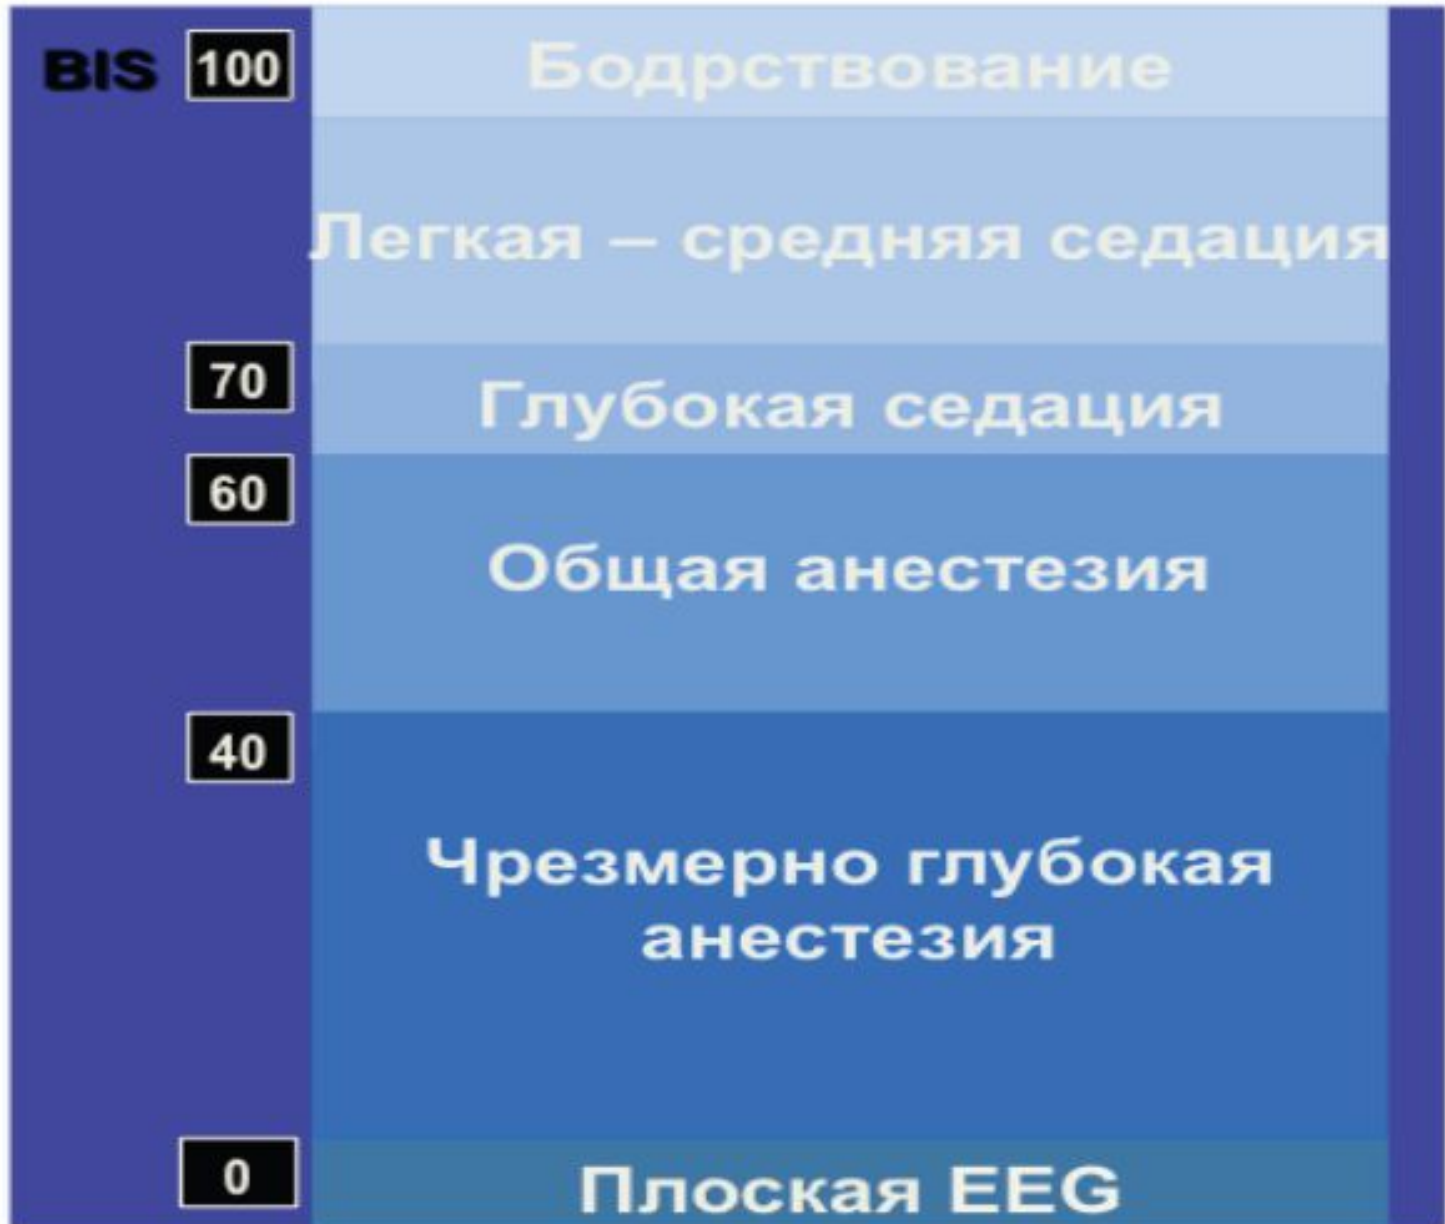 BIS 100 Бодрствование
Легкая – средняя седация
70 Глубокая седация
60
Общая анестезия
40
Чрезмерно глубокая
анестезия
0 Плоская EEG